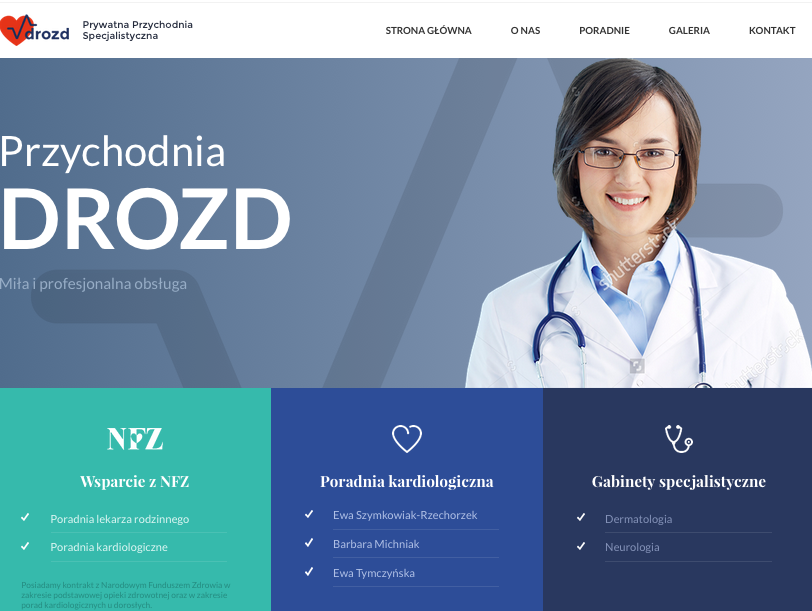 drozd
Prywatna Przychodnia
Specjalistyczna
STRONA GŁÓWNA
O NAS
PORADNIE
GALERIA
KONTAKT
Przychodnia
DROZD
Miła i profesjonalna obsługa
NFZ
Wsparcie z NFZ
Poradnia lekarza rodzinnego
Poradnia kardiologiczne
Posiadamy kontrakt z Narodowym Funduszem Zdrowia w
zakresie podstawowej opieki zdrowotnej oraz w zakresie
porad kardiologicznych u dorosłych.
Poradnia kardiologiczna
Ewa Szymkowiak-Rzechorzek
Barbara Michniak
Ewa Tymczyńska
Gabinety specjalistyczne
Dermatologia
Neurologia